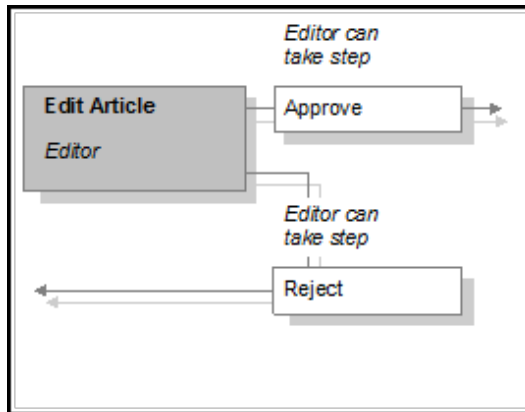 Editor can
take step
Edit Article
Approve
Editor
Editor can
take step
Reject